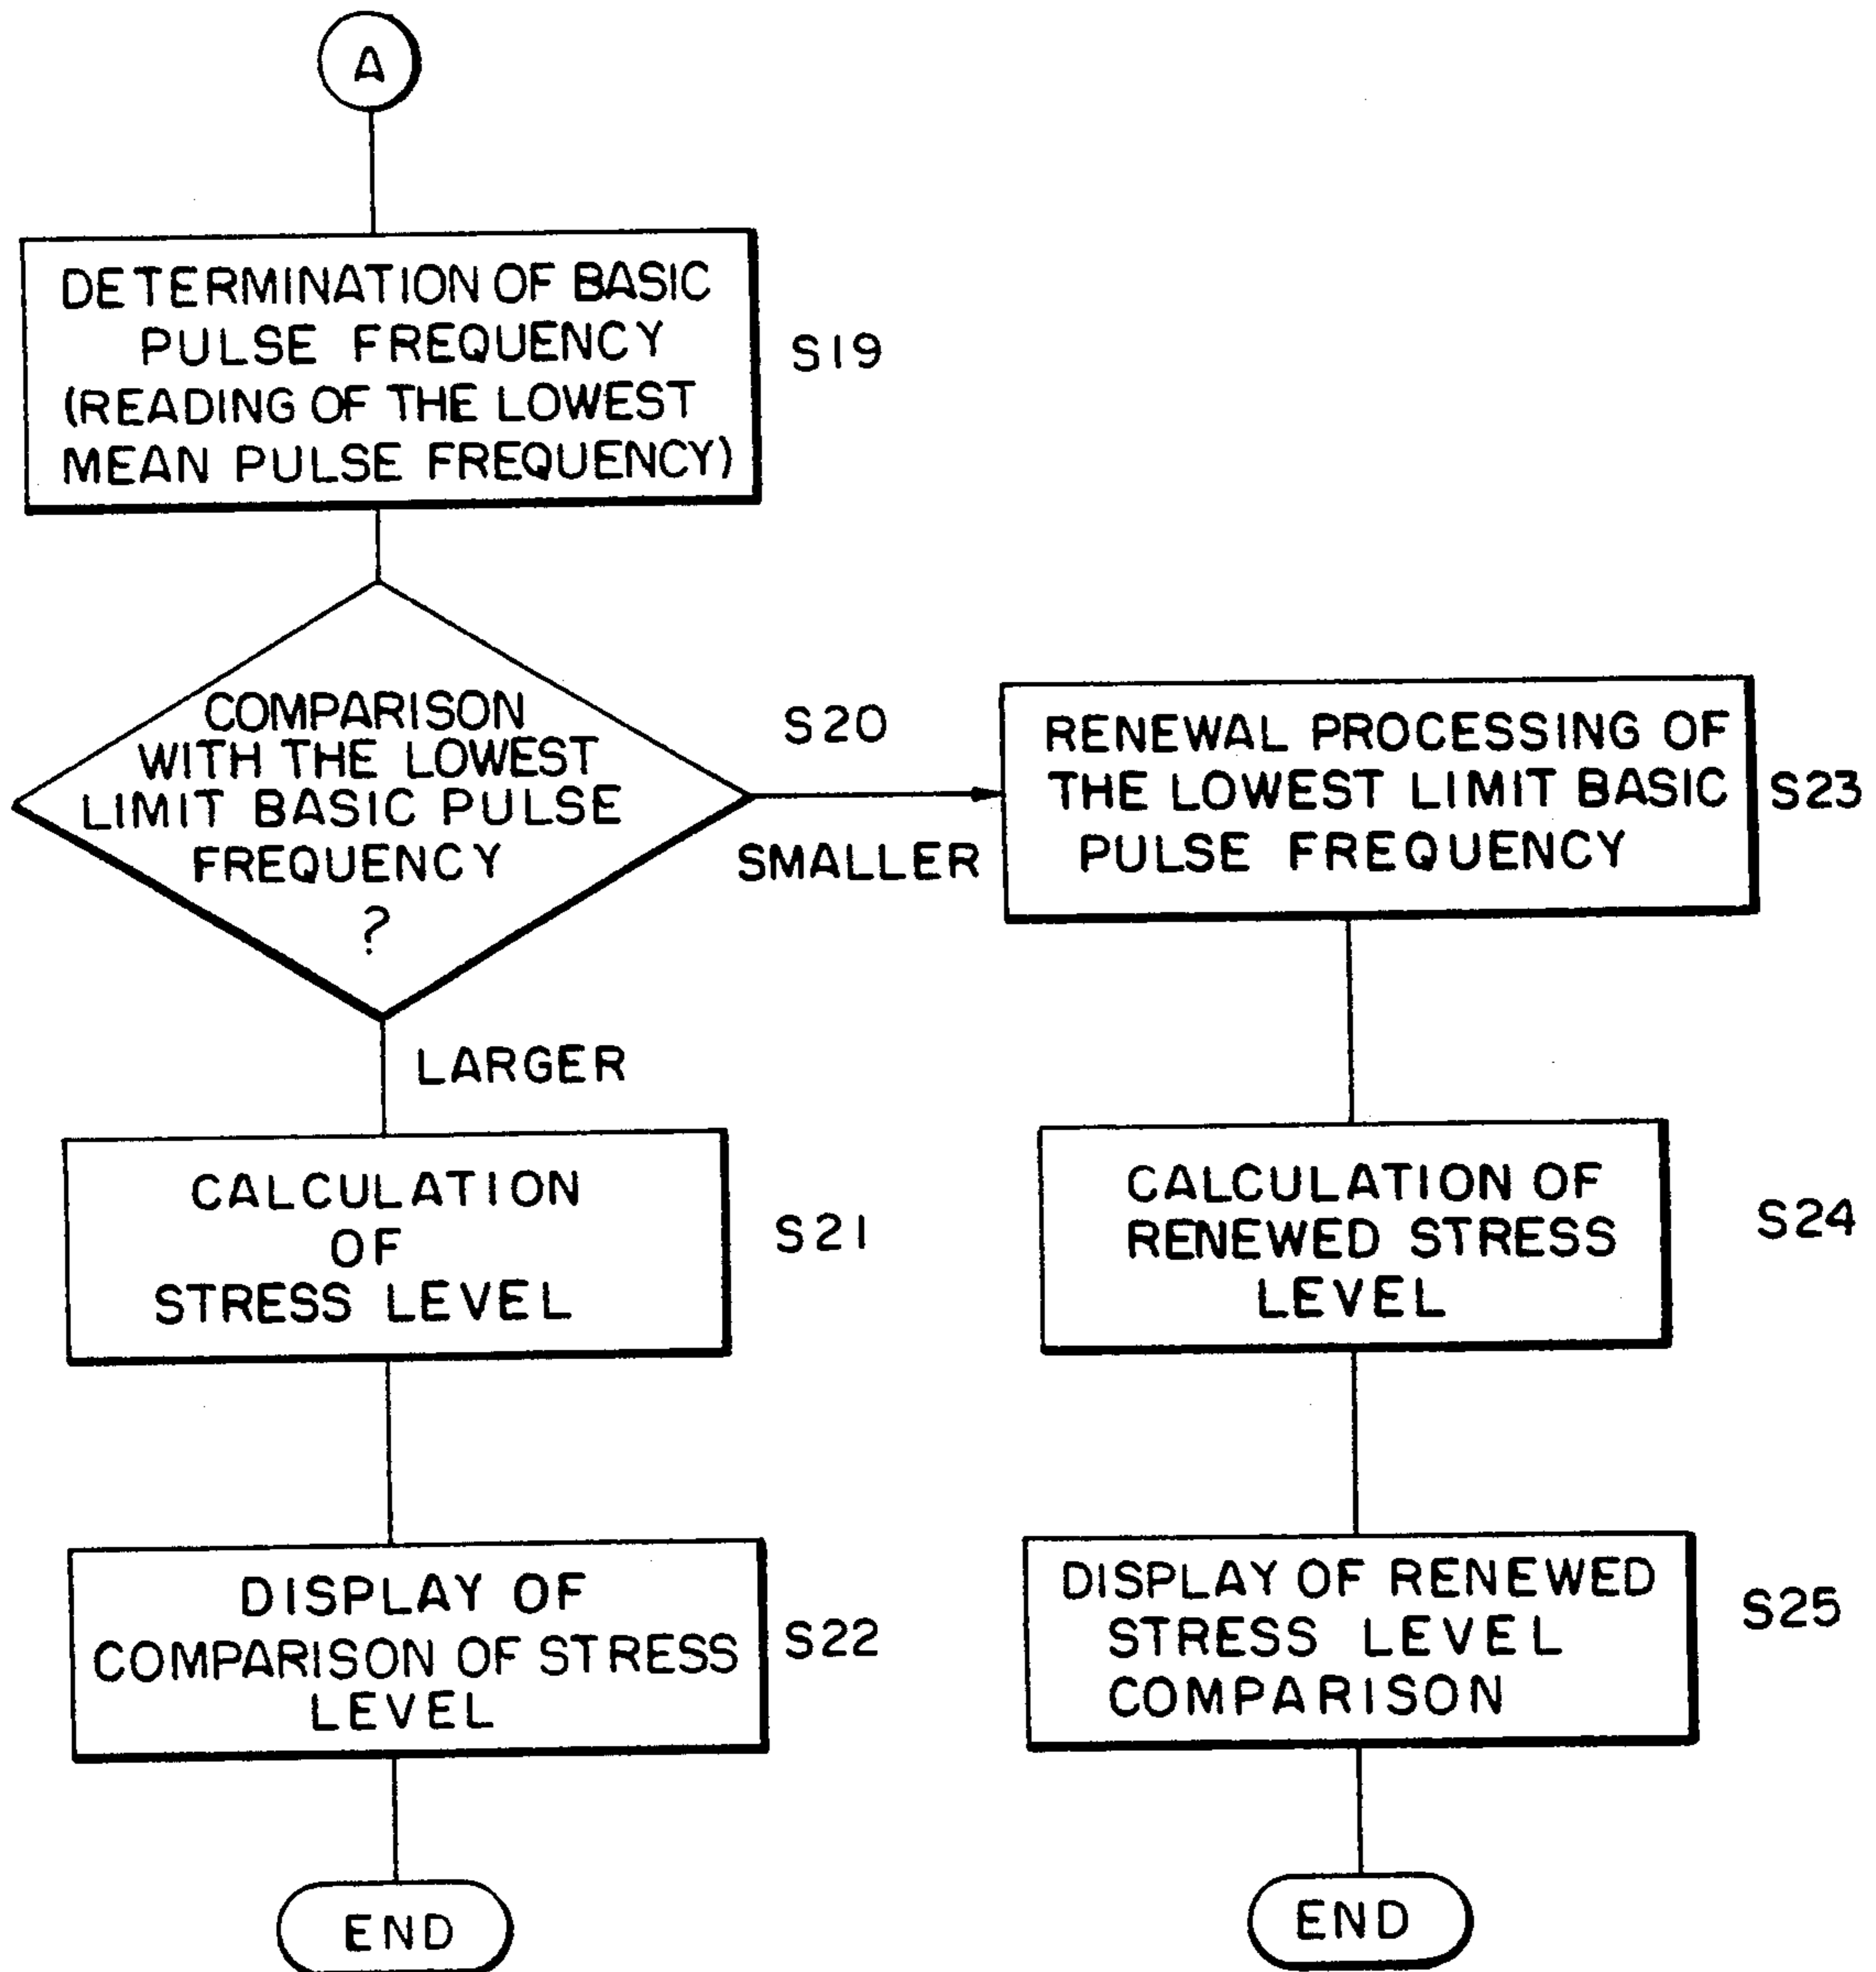 A
DETERMINATION OF BASIC
PULSE FREQUENCY
(READING OF THE LOWEST
MEAN PULSE FREQUENCY)
S19
COMPARISON
WITH THE LOWEST
LIMIT BASIC PULSE
FREQUENCY
?
S20
SMALLER
LARGER
RENEWAL PROCESSING OF
THE LOWEST LIMIT BASIC
PULSE FREQUENCY
S23
CALCULATION
OF
STRESS LEVEL
S21
CALCULATION OF
RENEWED STRESS
LEVEL
S24
DISPLAY OF
COMPARISON OF STRESS
LEVEL
S22
DISPLAY OF RENEWED
STRESS LEVEL
COMPARISON
S25
END
END